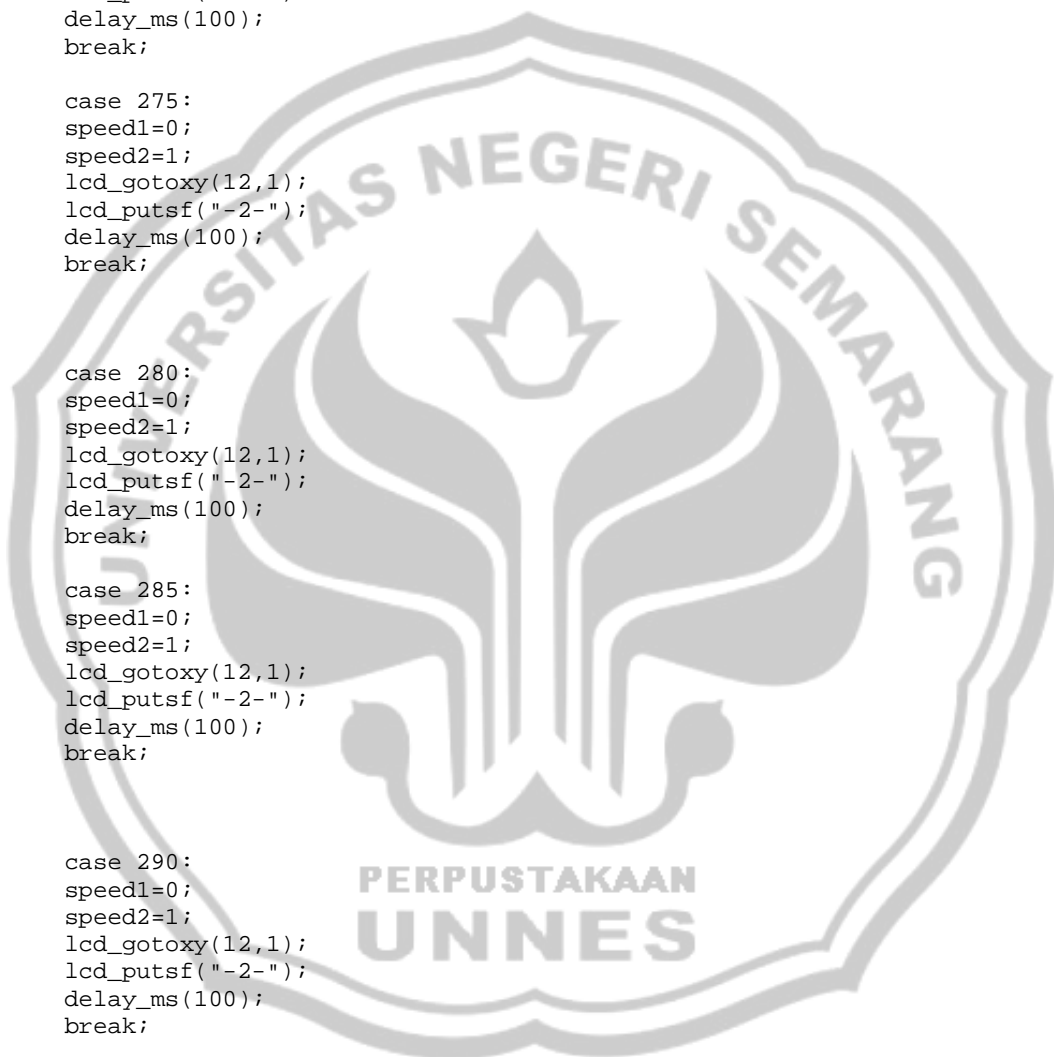 delay_ms(100);
break;
case 275:
speed1=0;
speed2=1;
lcd_gotoxy(12,1);
lcd_putsf("-2-");
delay_ms(100);
break;
case 280:
speed1=0;
speed2=1;
lcd_gotoxy(12,1);
lcd_putsf("-2-");
delay_ms(100);
break;
case 285:
speed1=0;
speed2=1;
lcd_gotoxy(12,1);
lcd_putsf("-2-");
delay_ms(100);
break;
case 290:
speed1=0;
speed2=1;
lcd_gotoxy(12,1);
lcd_putsf("-2-");
delay_ms(100);
break;
UNIVERSITAS NEGERI SEMARANG
PERPUSTAKAAN
UNNES